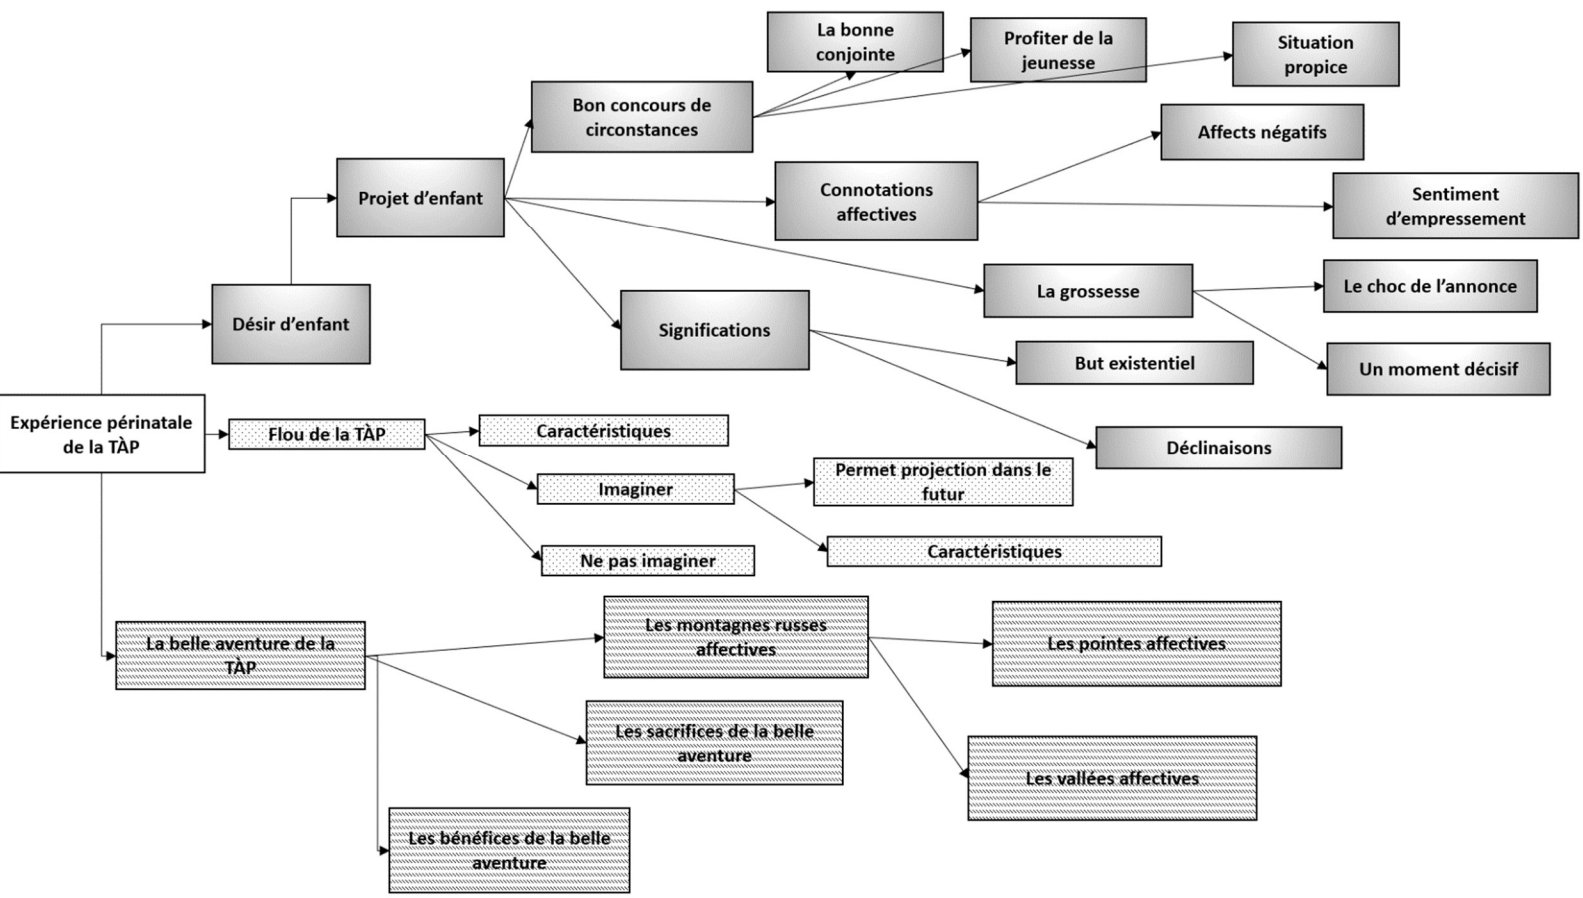 La bonne
conjointe
Profiter de la
jeunesse
Situation
propice
Bon concours de
circonstances
Affects négatifs
Projet d’enfant
Connotations
affectives
Sentiment
d’empressement
La grossesse
Le choc de l’annonce
Désir d’enfant
Significations
But existentiel
Un moment décisif
Expérience périnatale
de la TÀP
Flou de la TÀP
Caractéristiques
Déclinaisons
Imaginer
Permet projection dans le
futur
Ne pas imaginer
Caractéristiques
La belle aventure de la
TÀP
Les montagnes russes
affectives
Les pointes affectives
Les sacrifices de la belle
aventure
Les vallées affectives
Les bénéfices de la belle
aventure